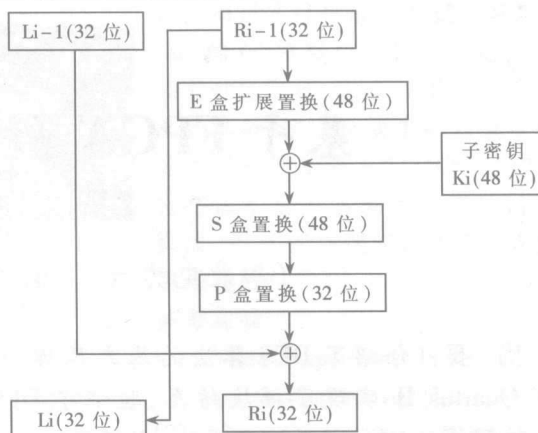 Li-1(32 位)
Ri-1(32 位)
E 盒扩展置换(48 位)
子密钥
Ki(48 位)
S 盒置换(48 位)
P 盒置换(32 位)
Li(32 位)
Ri(32 位)